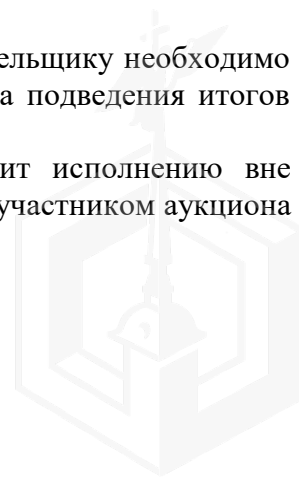 ельщику необходимо
а подведения итогов
ит исполнению вне
участником аукциона